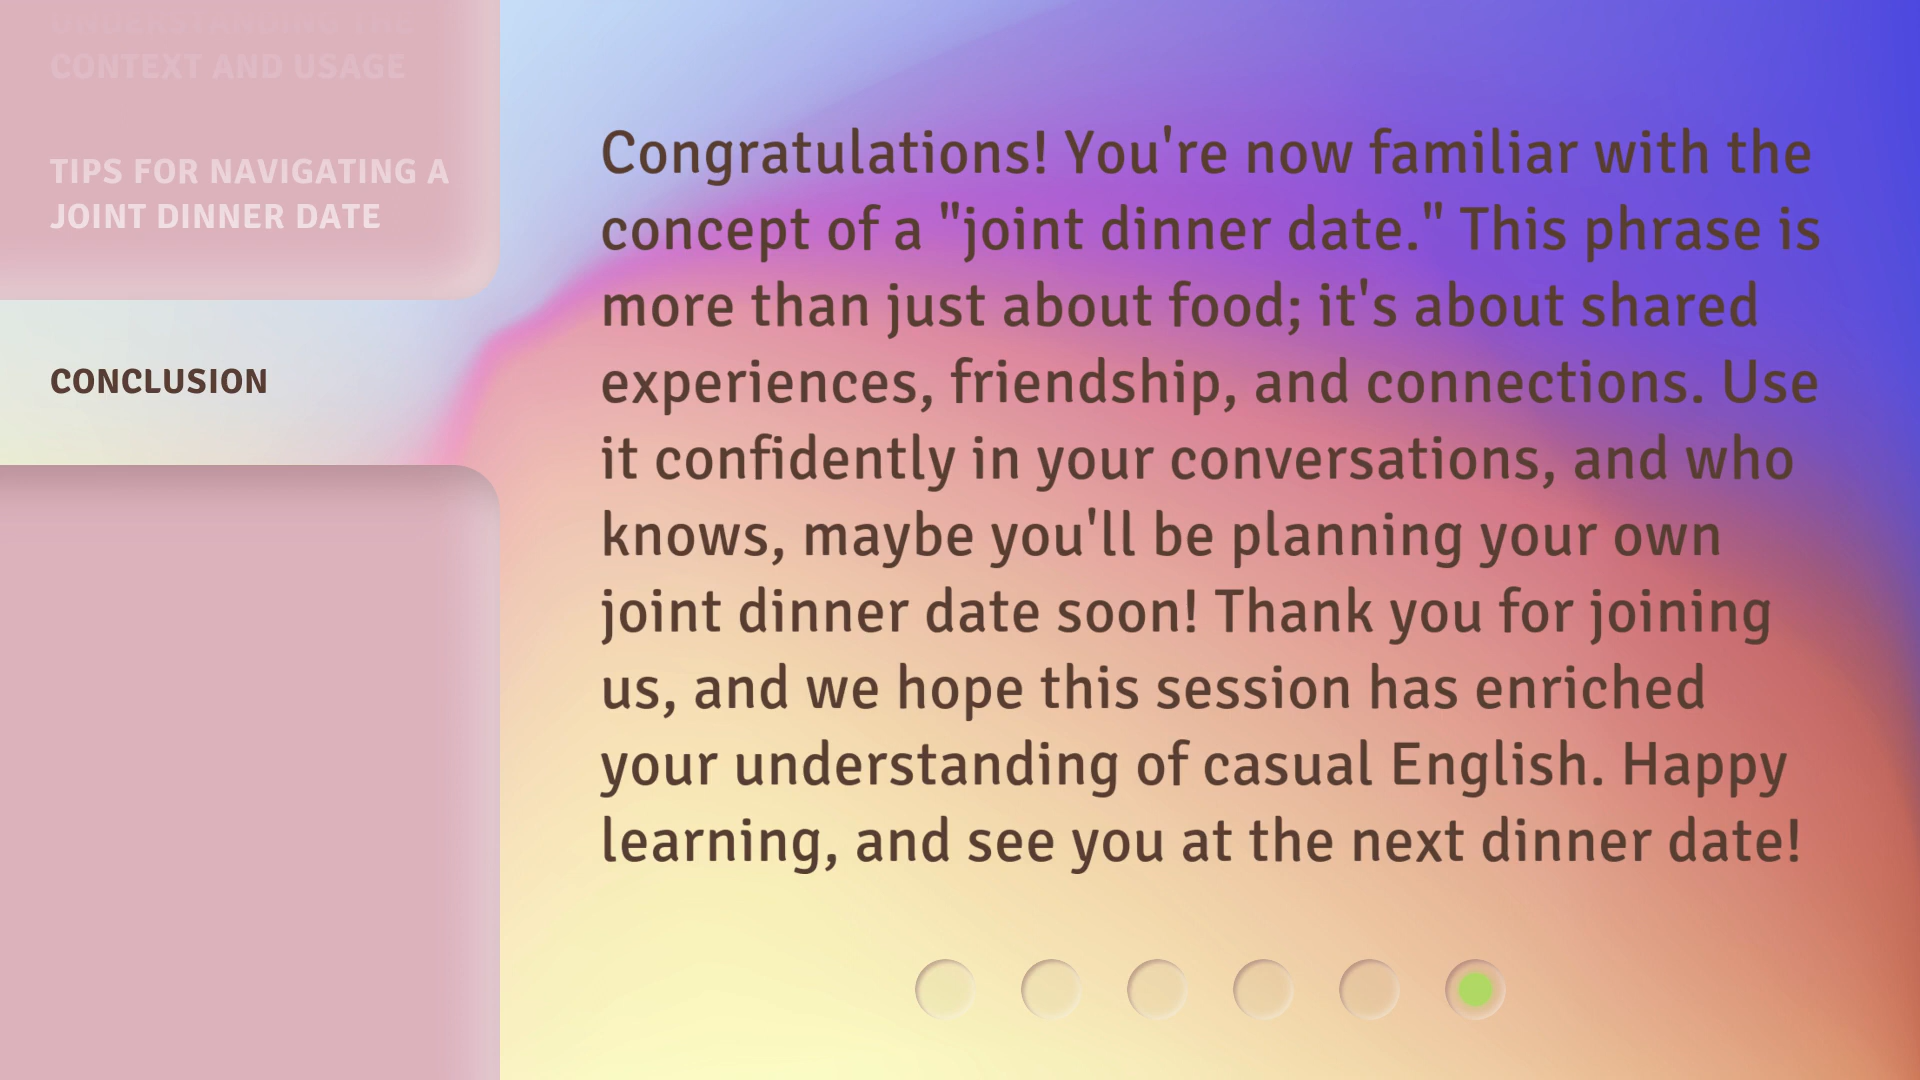 UNDERSTANDING THE
CONTEXT AND USAGE
TIPS FOR NAVIGATING A
JOINT DINNER DATE
CONCLUSION
Congratulations! You're now familiar with the
concept of a "joint dinner date." This phrase is
more than just about food; it's about shared
experiences, friendship, and connections. Use
it confidently in your conversations, and who
knows, maybe you'll be planning your own
joint dinner date soon! Thank you for joining
us, and we hope this session has enriched
your understanding of casual English. Happy
learning, and see you at the next dinner date!